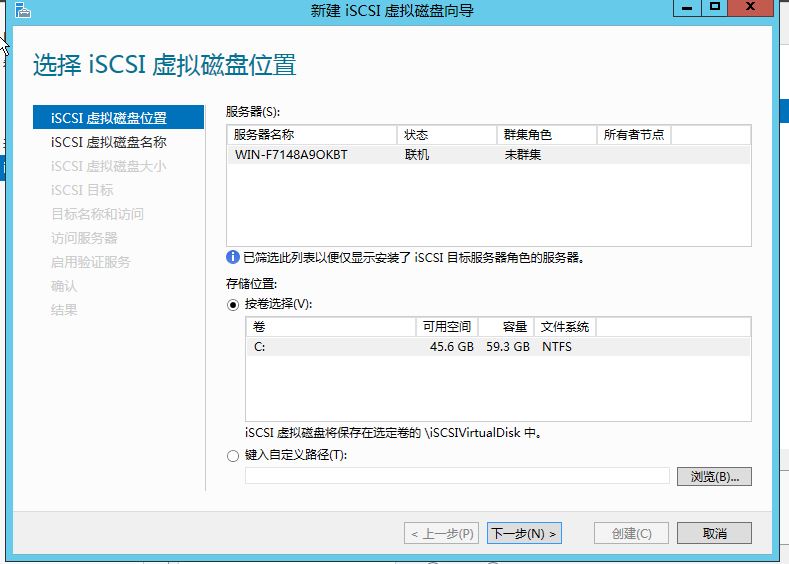 新建 iSCSI 虚拟磁盘向导
选择 iSCSI 虚拟磁盘位置
iSCSI 虚拟磁盘位置
iSCSI 虚拟磁盘名称
iSCSI 虚拟磁盘大小
iSCSI 目标
目标名称和访问
访问服务器
启用验证服务
确认
结果
服务器(S):
服务器名称 状态 群集角色 所有者节点
WIN-F7148A9OKBT 联机 未群集
已筛选此列表以便仅显示安装了 iSCSI 目标服务器角色的服务器。
存储位置:
按卷选择(V):
卷 可用空间 容量 文件系统
C: 45.6 GB 59.3 GB NTFS
iSCSI 虚拟磁盘将保存在选定卷的 \iSCSIVirtualDisk 中。
键入自定义路径(T):
浏览(B)...
< 上一步(P) 下一步(N) > 创建(C) 取消